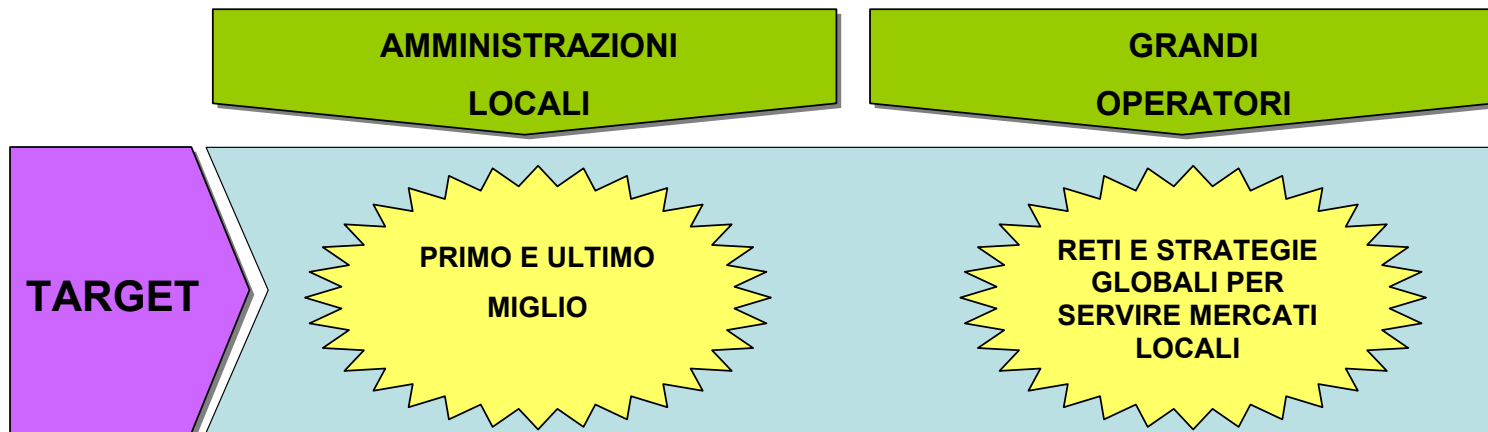 AMMINISTRAZIONI
LOCALI
GRANDI
OPERATORI
TARGET
PRIMO E ULTIMO
MIGLIO
RETI E STRATEGIE
GLOBALI PER
SERVIRE MERCATI
LOCALI